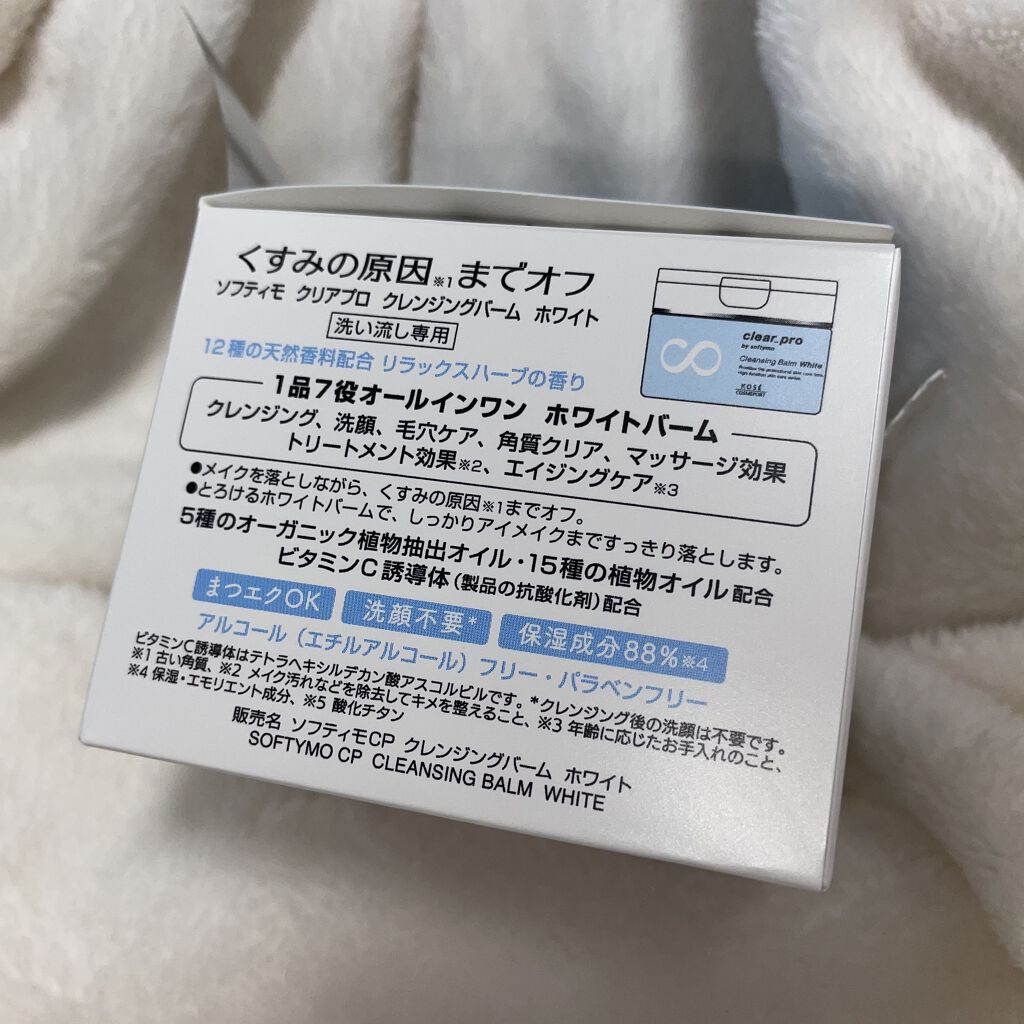 くすみの原因※1までオフ
ソフティモ クリアプロ クレンジングバーム ホワイト
洗い流し専用
12種の天然香料配合 リラックスハーブの香り
clear.pro
by softymo
Cleansing Balm White
KOSÉ
COSMEPORT
1品7役オールインワン ホワイトバーム
クレンジング、洗顔、毛穴ケア、角質クリア、マッサージ効果
トリートメント効果※2、エイジングケア※3
●メイクを落としながら、くすみの原因※1までオフ。
●とろけるホワイトバームで、しっかりアイメイクまですっきり落とします。
5種のオーガニック植物抽出オイル・15種の植物オイル配合
ビタミンC誘導体(製品の抗酸化剤)配合
まつエクOK 洗顔不要* 保湿成分88%※4
アルコール(エチルアルコール)フリー・パラベンフリー
ビタミンC誘導体はテトラヘキシルデカン酸アスコルビルです。*クレンジング後の洗顔は不要です。
※1 古い角質、※2 メイク汚れなどを除去してキメを整えること、※3 年齢に応じたお手入れのこと、
※4 保湿・エモリエント成分、※5 酸化チタン
販売名 ソフティモCP クレンジングバーム ホワイト
SOFTYMO CP CLEANSING BALM WHITE